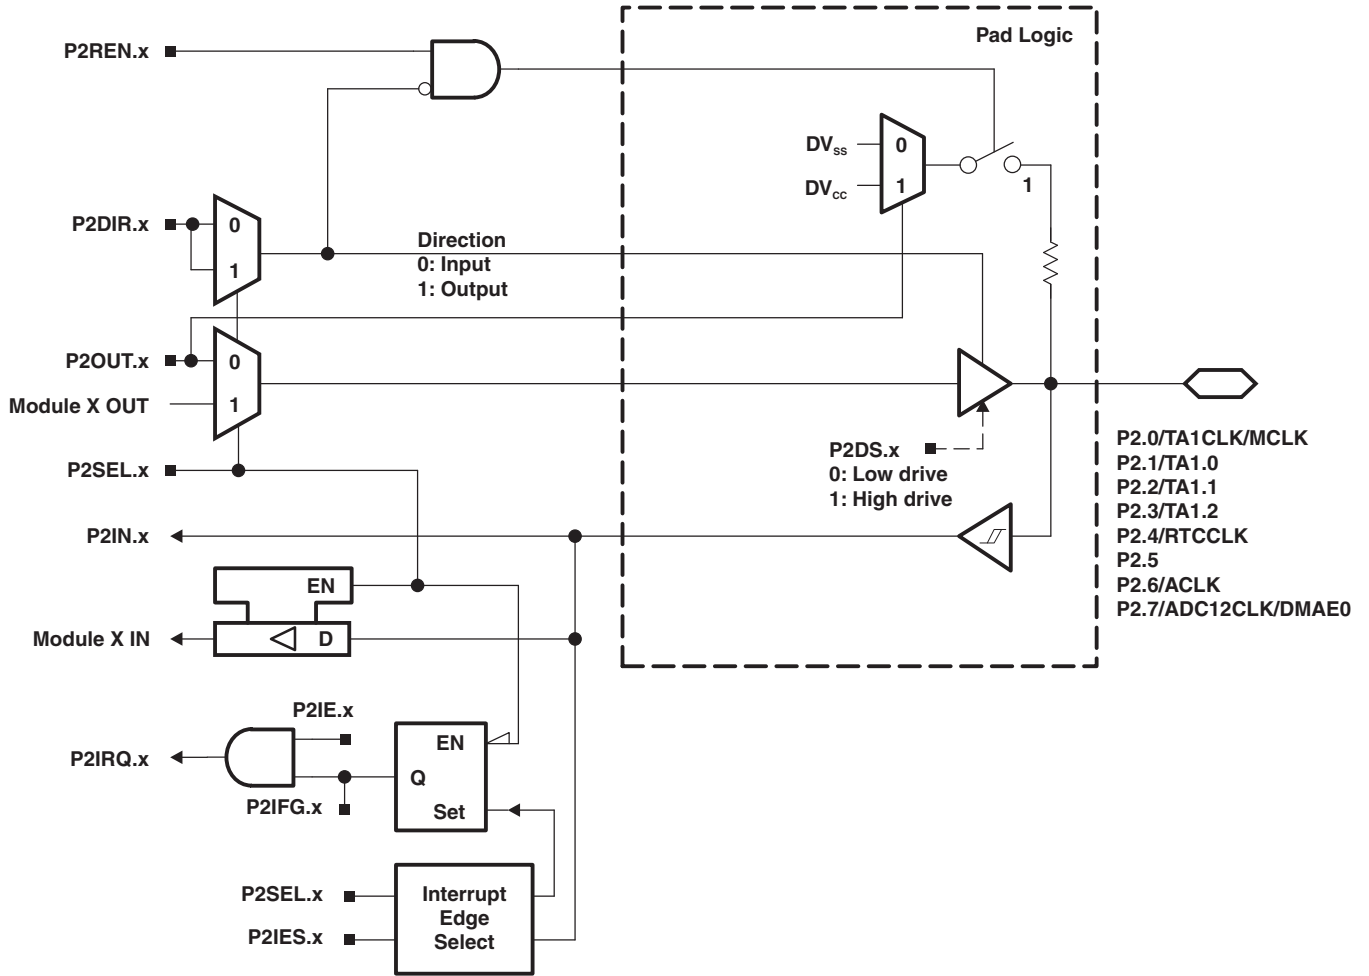 Pad Logic
P2REN.x
DVss
0
DVcc
1
1
P2DIR.x
0
1
Direction
0: Input
1: Output
P2OUT.x
0
Module X OUT
1
P2SEL.x
P2DS.x
0: Low drive
1: High drive
P2.0/TA1CLK/MCLK
P2.1/TA1.0
P2.2/TA1.1
P2.3/TA1.2
P2.4/RTCCLK
P2.5
P2.6/ACLK
P2.7/ADC12CLK/DMAE0
P2IN.x
EN
Module X IN
D
P2IE.x
P2IRQ.x
EN
Q
Set
P2IFG.x
P2SEL.x
P2IES.x
Interrupt
Edge
Select